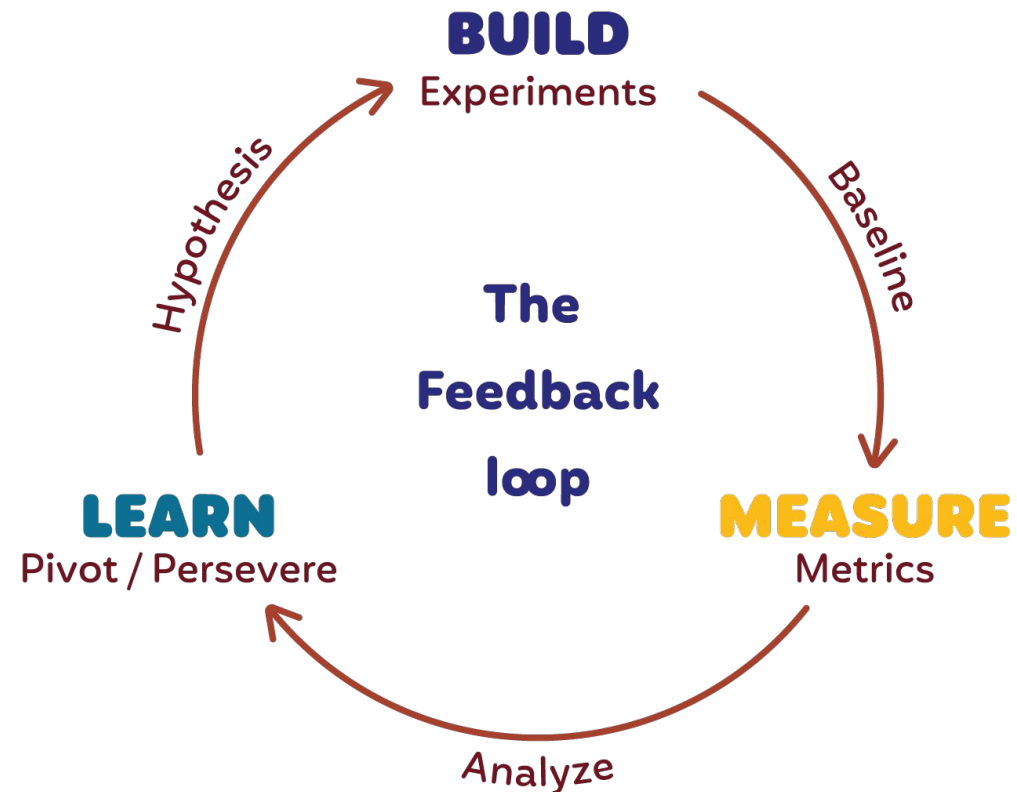 BUILD
Experiments
Hypothesis
Baseline
The
Feedback
loop
LEARN
Pivot / Persevere
MEASURE
Metrics
Analyze